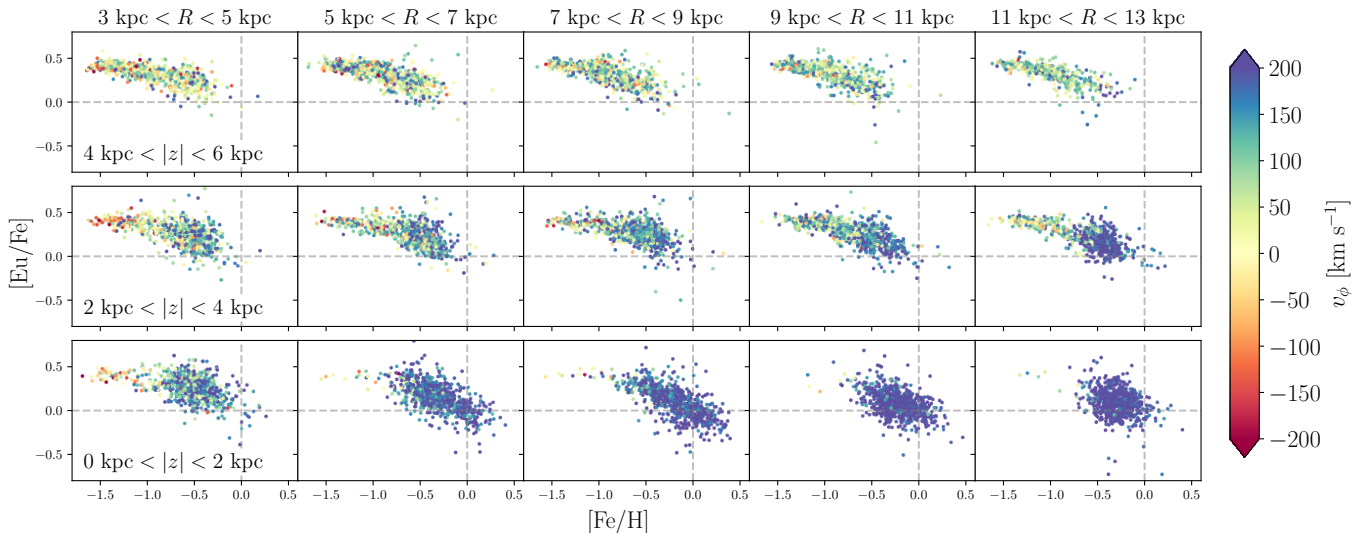 3 kpc < R < 5 kpc
5 kpc < R < 7 kpc
7 kpc < R < 9 kpc
9 kpc < R < 11 kpc
11 kpc < R < 13 kpc
0.5
0.0
−0.5
4 kpc < |z| < 6 kpc
0.5
0.0
−0.5
2 kpc < |z| < 4 kpc
0.5
0.0
−0.5
0 kpc < |z| < 2 kpc
[Eu/Fe]
−1.5 −1.0 −0.5 0.0 0.5
−1.5 −1.0 −0.5 0.0 0.5
−1.5 −1.0 −0.5 0.0 0.5
−1.5 −1.0 −0.5 0.0 0.5
−1.5 −1.0 −0.5 0.0 0.5
[Fe/H]
200
150
100
50
0
−50
−100
−150
−200
v_ϕ [km s⁻¹]